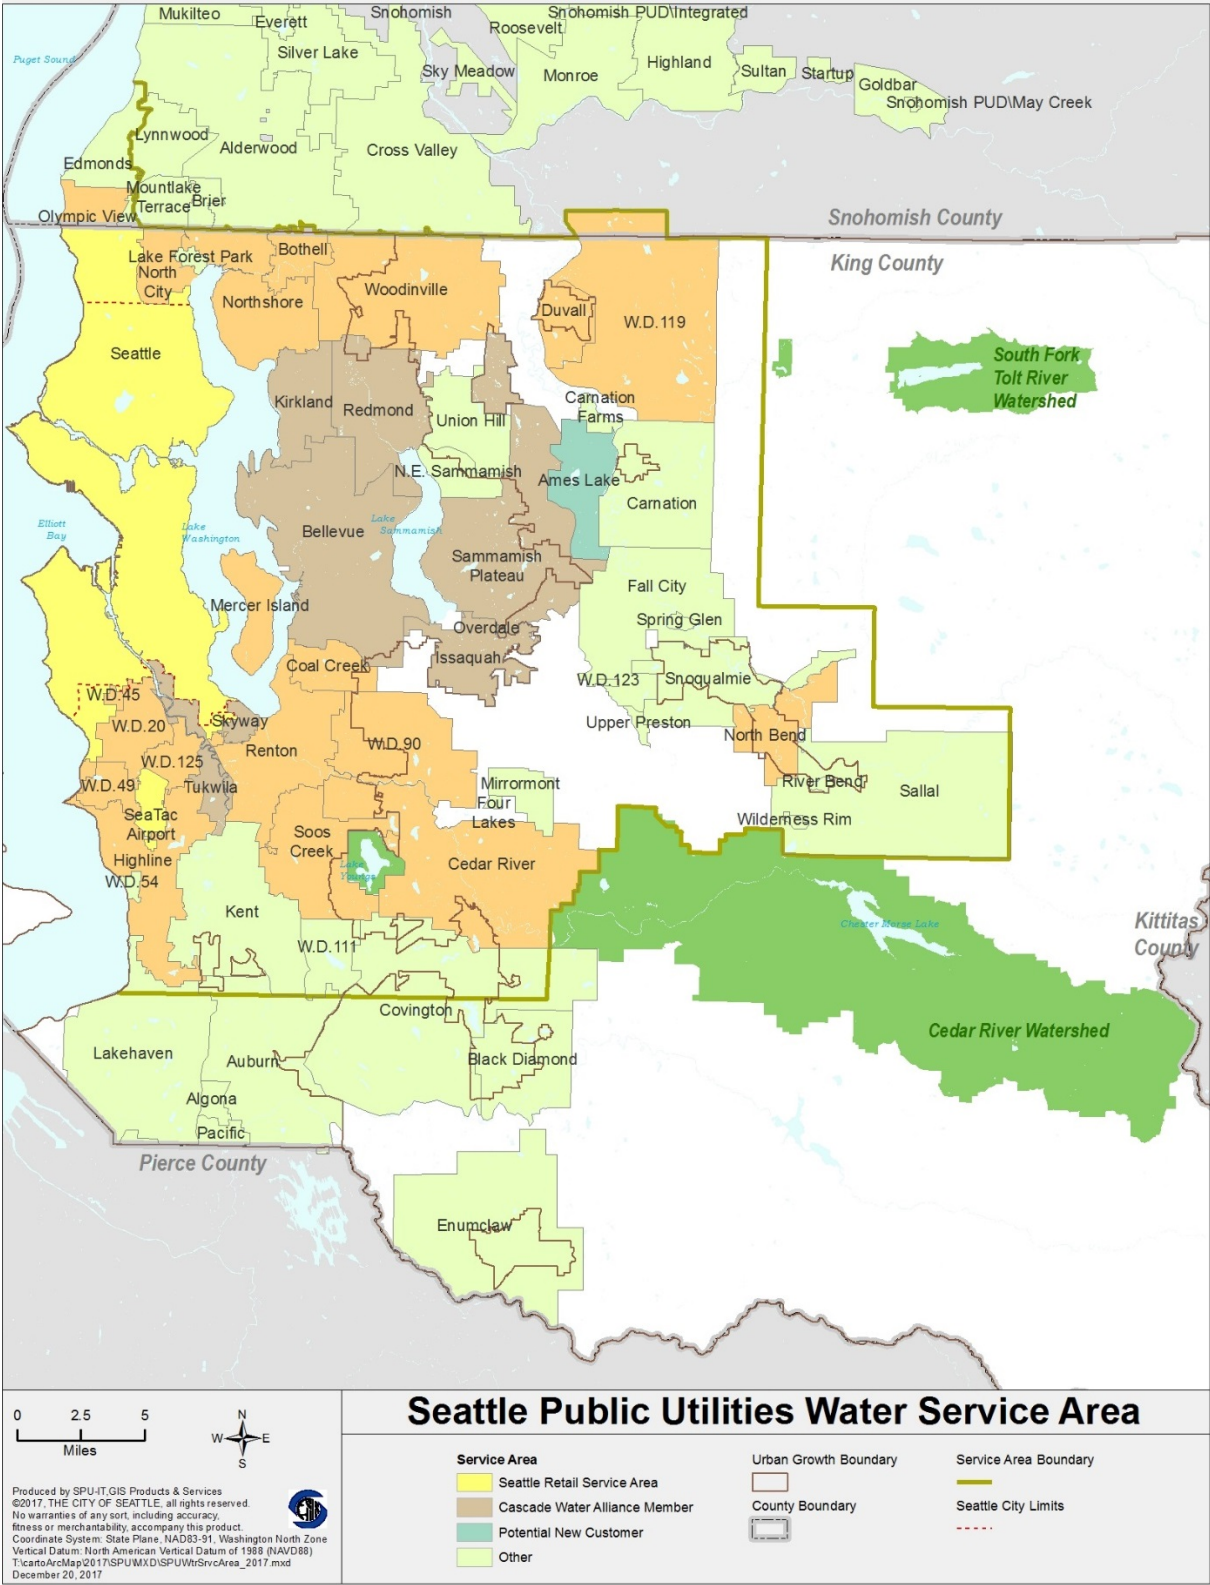 Mukilteo
Everett
Snohomish
Snohomish PUD\Integrated
Roosevelt
Silver Lake
Puget Sound
Sky Meadow
Monroe
Highland
Sultan
Startup
Goldbar
Snohomish PUD\May Creek
Lynnwood
Alderwood
Cross Valley
Edmonds
Mountlake
Terrace
Brier
Olympic View
Snohomish County
King County
Lake Forest Park
Bothell
North
City
Northshore
Woodinville
Duvall
W.D.119
Seattle
South Fork
Tolt River
Watershed
Kirkland
Redmond
Carnation
Farms
Union Hill
N.E. Sammamish
Ames Lake
Carnation
Elliott
Bay
Lake
Washington
Bellevue
Lake
Sammamish
Sammamish
Plateau
Fall City
Mercer Island
Spring Glen
Overdale
Issaquah
Coal Creek
W.D.123
Snoqualmie
W.D.45
Upper Preston
W.D.20
Skyway
North Bend
Renton
W.D.90
W.D.125
W.D.49
Tukwila
Mirrormont
River Bend
Sallal
Four
Lakes
SeaTac
Airport
Wilderness Rim
Soos
Creek
Highline
Lake
Youngs
Cedar River
W.D.54
Kent
W.D.111
Chester Morse Lake
Kittitas
County
Covington
Cedar River Watershed
Lakehaven
Auburn
Black Diamond
Algona
Pacific
Pierce County
Enumclaw
0 2.5 5
Miles
N
W E
S
Seattle Public Utilities Water Service Area
Service Area
Seattle Retail Service Area
Cascade Water Alliance Member
Potential New Customer
Other
Urban Growth Boundary
County Boundary
Service Area Boundary
Seattle City Limits
Produced by SPU-IT,GIS Products & Services
©2017, THE CITY OF SEATTLE, all rights reserved.
No warranties of any sort, including accuracy,
fitness or merchantability, accompany this product.
Coordinate System: State Plane, NAD83-91, Washington North Zone
Vertical Datum: North American Vertical Datum of 1988 (NAVD88)
T:\cartoArcMap\2017\SPU\MXD\SPUWtrSrvcArea_2017.mxd
December 20, 2017